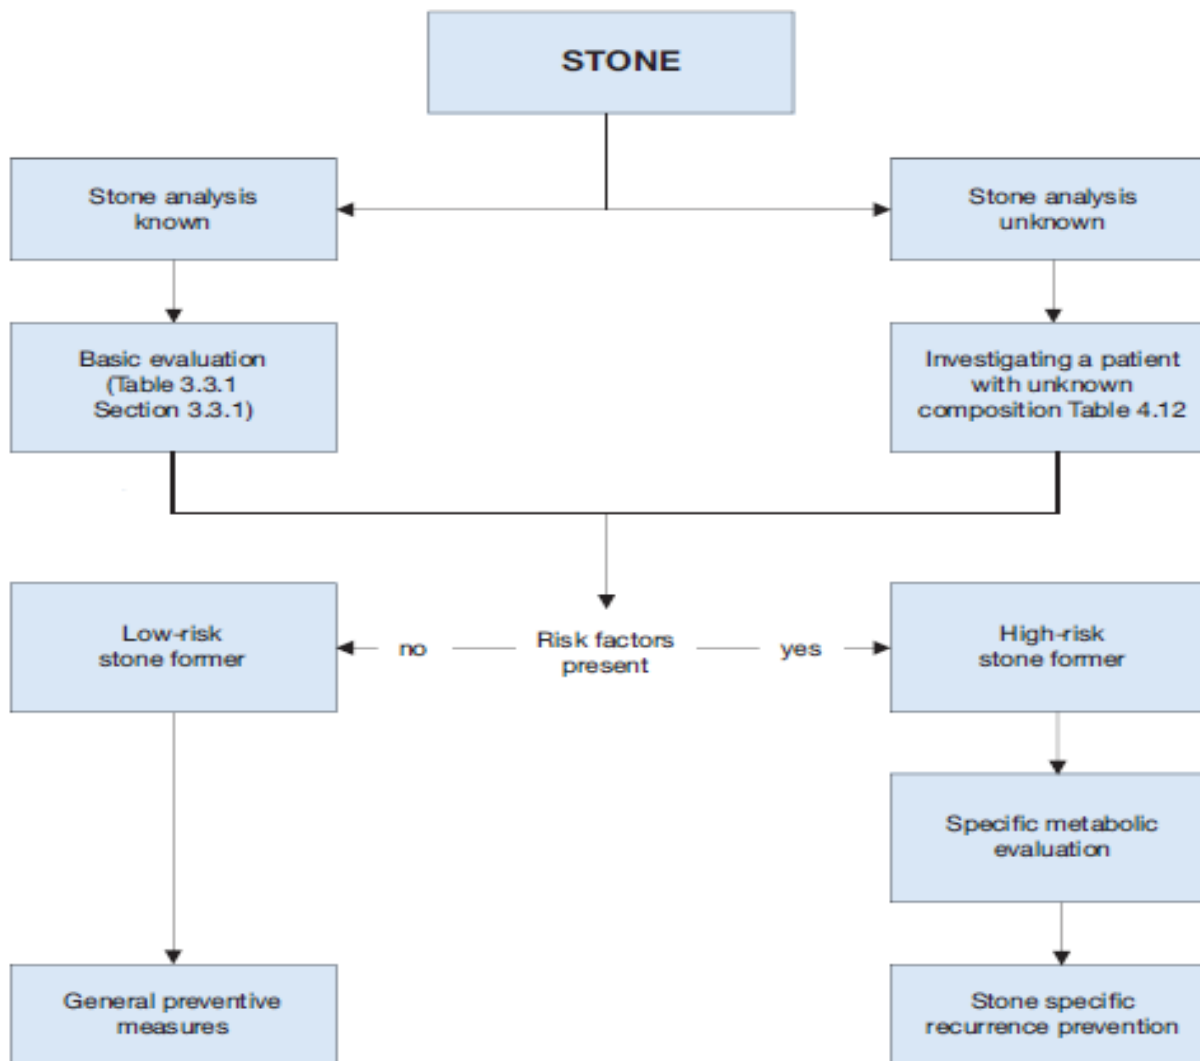 STONE
Stone analysis
known
Stone analysis
unknown
Basic evaluation
(Table 3.3.1
Section 3.3.1)
Investigating a patient
with unknown
composition Table 4.12
Low-risk
stone former
no
Risk factors
present
yes
High-risk
stone former
Specific metabolic
evaluation
General preventive
measures
Stone specific
recurrence prevention